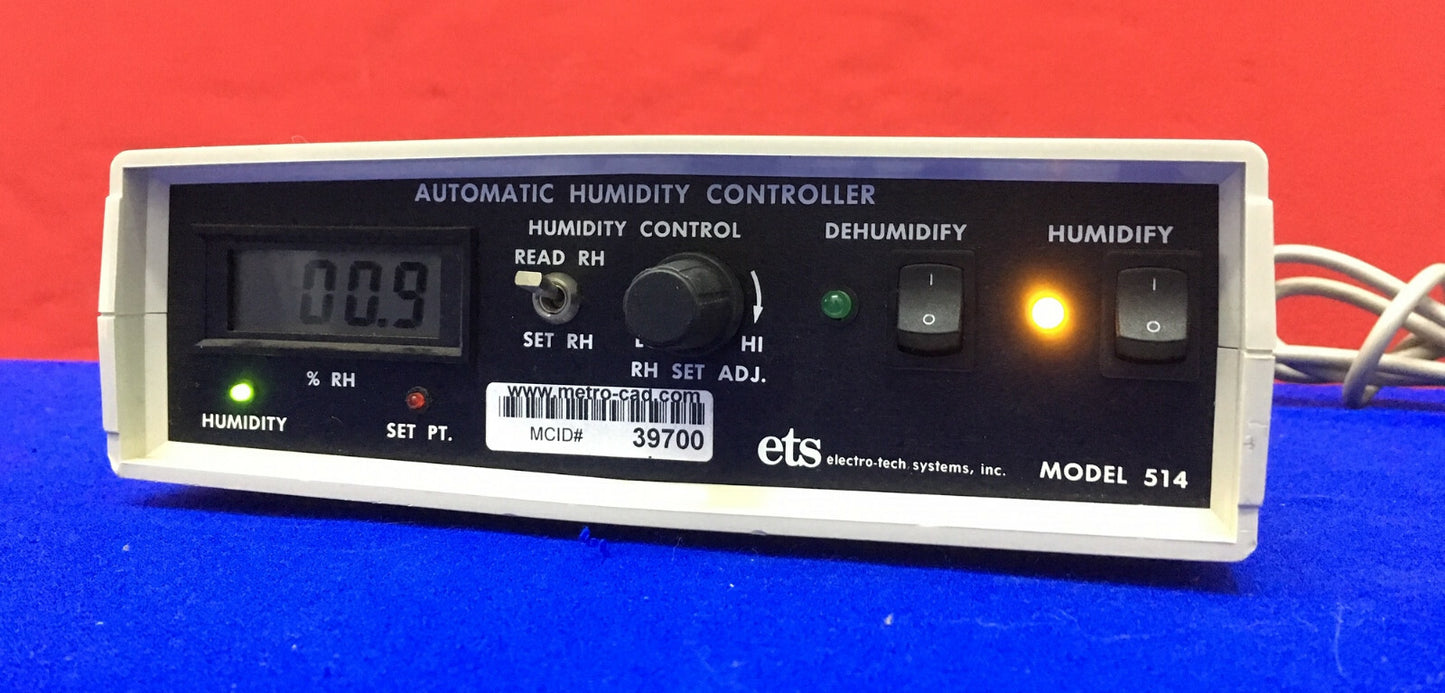 AUTOMATIC HUMIDITY CONTROLLER
00.9
% RH
HUMIDITY
SET PT.
HUMIDITY CONTROL
READ RH
SET RH
HI
RH SET ADJ.
DEHUMIDIFY
I
O
HUMIDIFY
I
O
www.metro-cad.com
MCID# 39700
ets electro-tech systems, inc.
MODEL 514